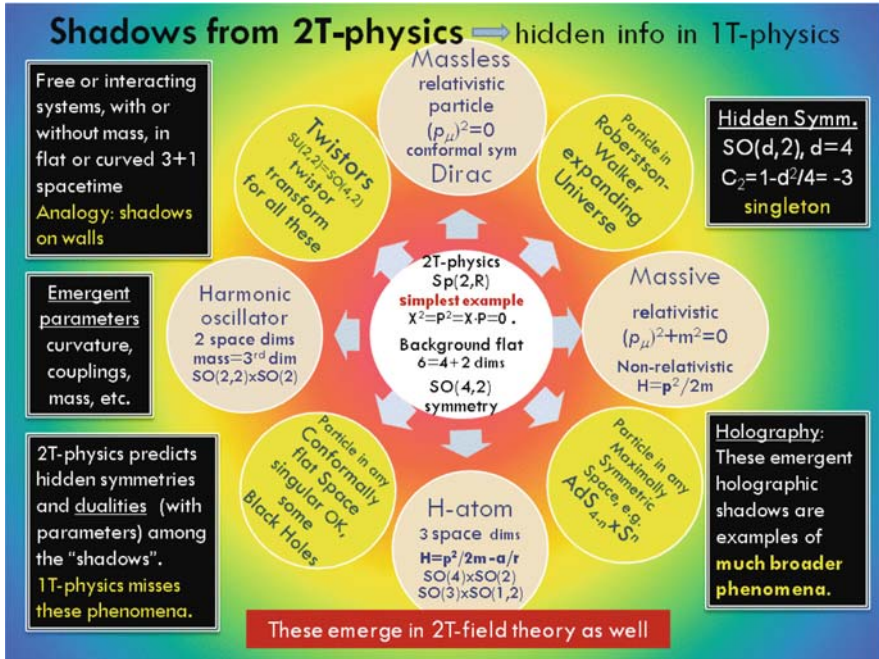 Shadows from 2T-physics ⟹ hidden info in 1T-physics
Free or interacting
systems, with or
without mass, in
flat or curved 3+1
spacetime
Analogy: shadows
on walls
Emergent
parameters
curvature,
couplings,
mass, etc.
2T-physics predicts
hidden symmetries
and dualities (with
parameters) among
the “shadows”.
1T-physics misses
these phenomena.
Massless
relativistic
particle
(pμ)²=0
conformal sym
Dirac
Twistors
SU(2,2)=SO(4,2)
twistor
transform
for all these
Particle in
Roberstson-
Walker
expanding
Universe
Harmonic
oscillator
2 space dims
mass=3rd dim
SO(2,2)xSO(2)
2T-physics
Sp(2,R)
simplest example
X²=P²=X·P=0 .
Background flat
6=4+2 dims
SO(4,2)
symmetry
Massive
relativistic
(pμ)²+m²=0
Non-relativistic
H=p²/2m
Particle in any
Conformally
flat Space
singular OK,
some
Black Holes
H-atom
3 space dims
H=p²/2m -a/r
SO(4)xSO(2)
SO(3)xSO(1,2)
Particle in any
Maximally
Symmetric
Space, e.g.
AdS4-n x Sⁿ
Hidden Symm.
SO(d,2), d=4
C₂=1-d²/4= -3
singleton
Holography:
These emergent
holographic
shadows are
examples of
much broader
phenomena.
These emerge in 2T-field theory as well